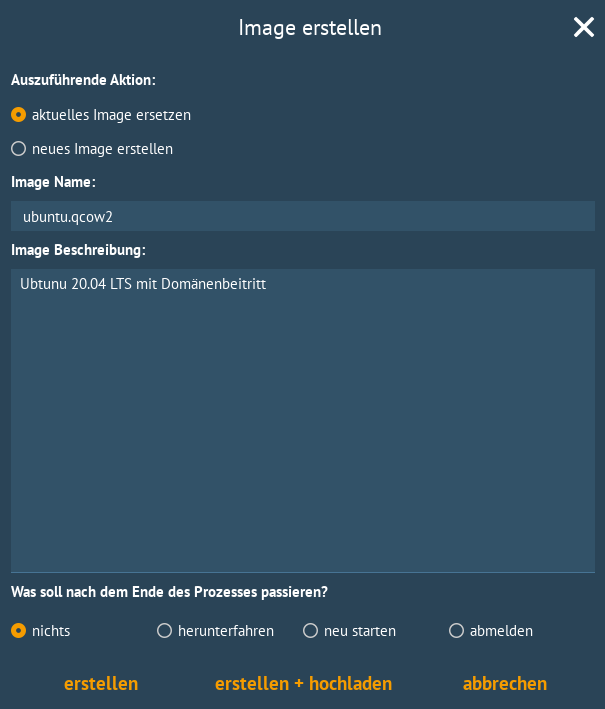 Image erstellen
Auszuführende Aktion:
aktuelles Image ersetzen
neues Image erstellen
Image Name:
ubuntu.qcow2
Image Beschreibung:
Ubtunu 20.04 LTS mit Domänenbeitritt
Was soll nach dem Ende des Prozesses passieren?
nichts herunterfahren neu starten abmelden
erstellen erstellen + hochladen abbrechen